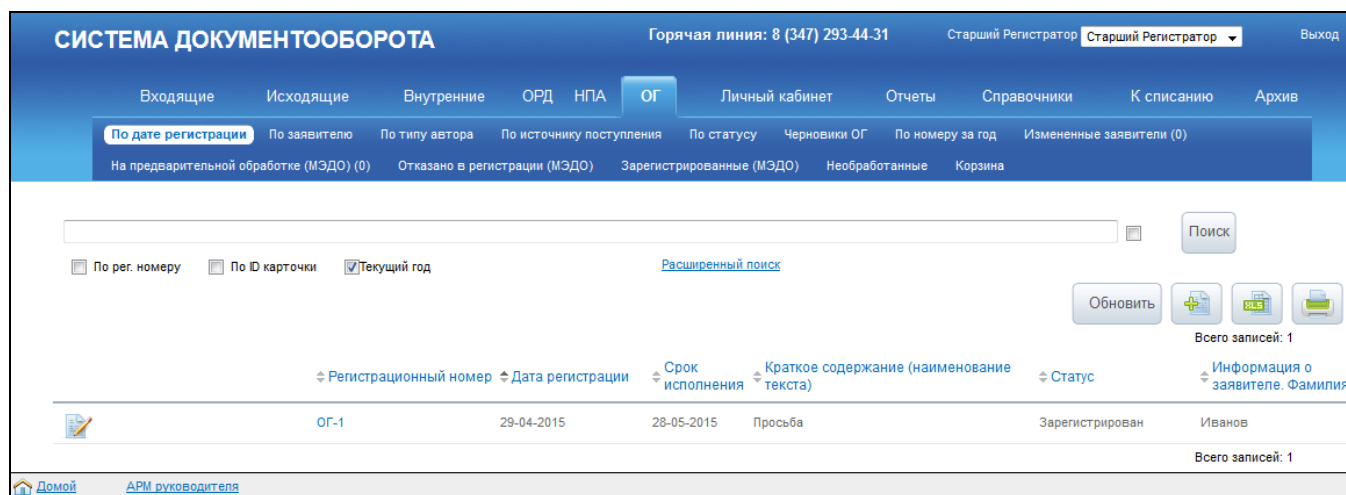 СИСТЕМА ДОКУМЕНТООБОРОТА Горячая линия: 8 (347) 293-44-31 Старший Регистратор Старший Регистратор Выход
Входящие Исходящие Внутренние ОРД НПА ОГ Личный кабинет Отчеты Справочники К списанию Архив
По дате регистрации По заявителю По типу автора По источнику поступления По статусу Черновики ОГ По номеру за год Измененные заявители (0)
На предварительной обработке (МЭДО) (0) Отказано в регистрации (МЭДО) Зарегистрированные (МЭДО) Необработанные Корзина
Поиск
По рег. номеру По ID карточки Текущий год Расширенный поиск
Обновить XLS
Всего записей: 1
Регистрационный номер Дата регистрации Срок исполнения Краткое содержание (наименование текста) Статус Информация о заявителе. Фамилия
ОГ-1 29-04-2015 28-05-2015 Просьба Зарегистрирован Иванов
Всего записей: 1
Домой АРМ руководителя